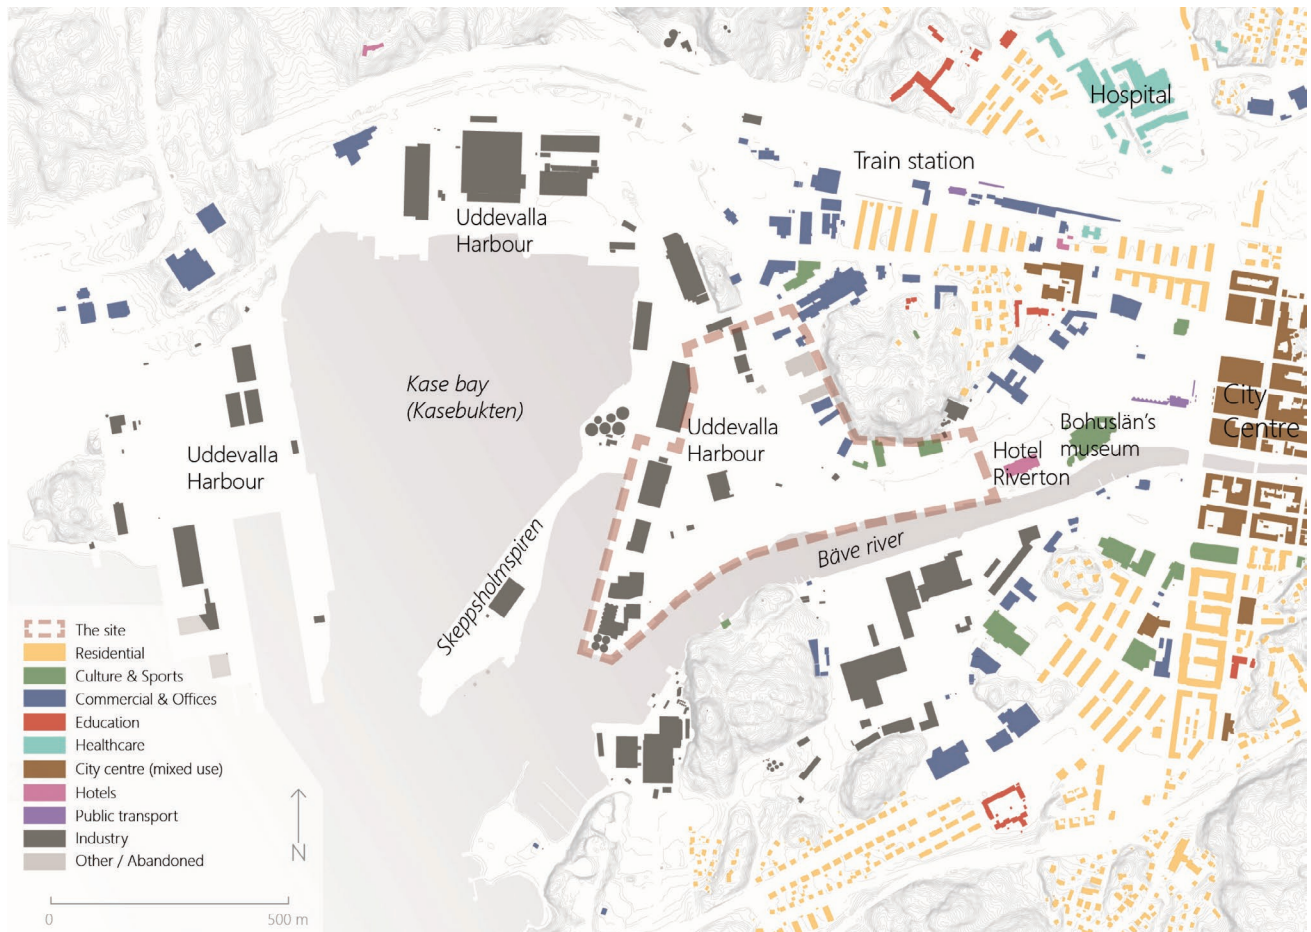 Hospital
Train station
Uddevalla
Harbour
Kase bay
(Kasebukten)
Uddevalla
Harbour
City
Centre
Bohuslän's
museum
Hotel
Riverton
Uddevalla
Harbour
Skeppsholmspiren
Bäve river
The site
Residential
Culture & Sports
Commercial & Offices
Education
Healthcare
City centre (mixed use)
Hotels
Public transport
Industry
Other / Abandoned
N
0 500 m